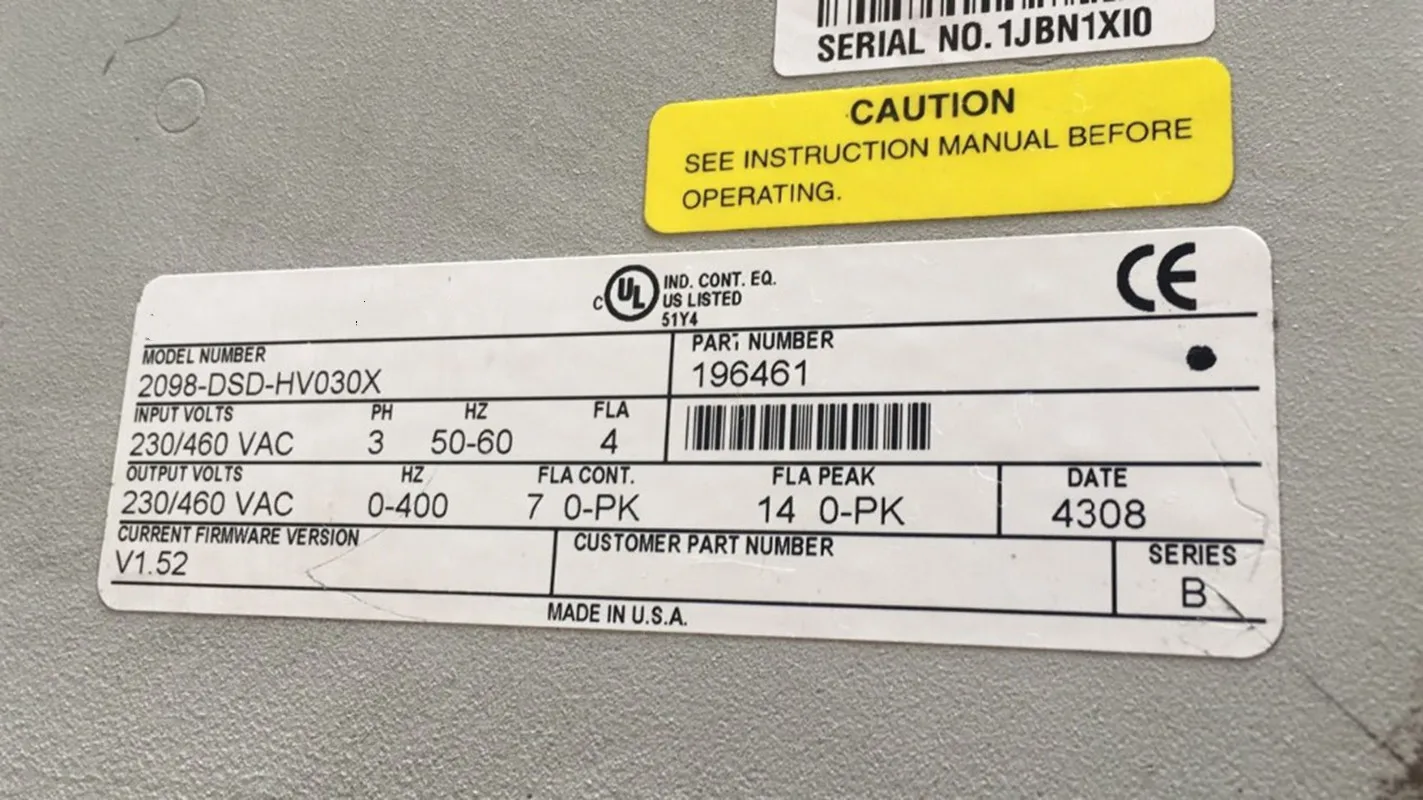 SERIAL NO. 1JBN1XI0
CAUTION
SEE INSTRUCTION MANUAL BEFORE
OPERATING.
C UL IND. CONT. EQ.
US LISTED
51Y4
CE
MODEL NUMBER
2098-DSD-HV030X
PART NUMBER
196461
INPUT VOLTS PH HZ FLA
230/460 VAC 3 50-60 4
OUTPUT VOLTS HZ FLA CONT. FLA PEAK DATE
230/460 VAC 0-400 7 0-PK 14 0-PK 4308
CURRENT FIRMWARE VERSION
V1.52
CUSTOMER PART NUMBER
SERIES
B
MADE IN U.S.A.